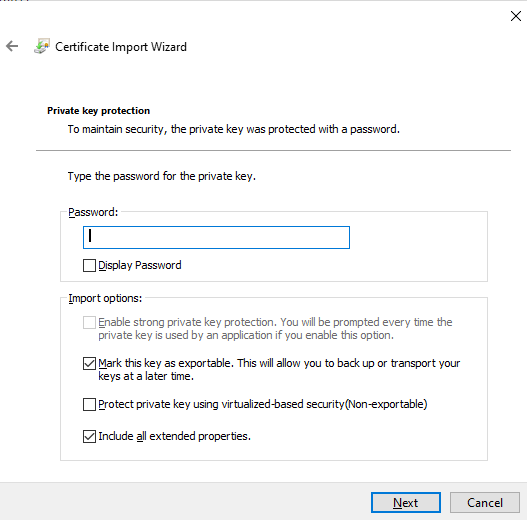 Certificate Import Wizard
Private key protection
To maintain security, the private key was protected with a password.
Type the password for the private key.
Password:
Display Password
Import options:
Enable strong private key protection. You will be prompted every time the
private key is used by an application if you enable this option.
Mark this key as exportable. This will allow you to back up or transport your
keys at a later time.
Protect private key using virtualized-based security(Non-exportable)
Include all extended properties.
Next
Cancel